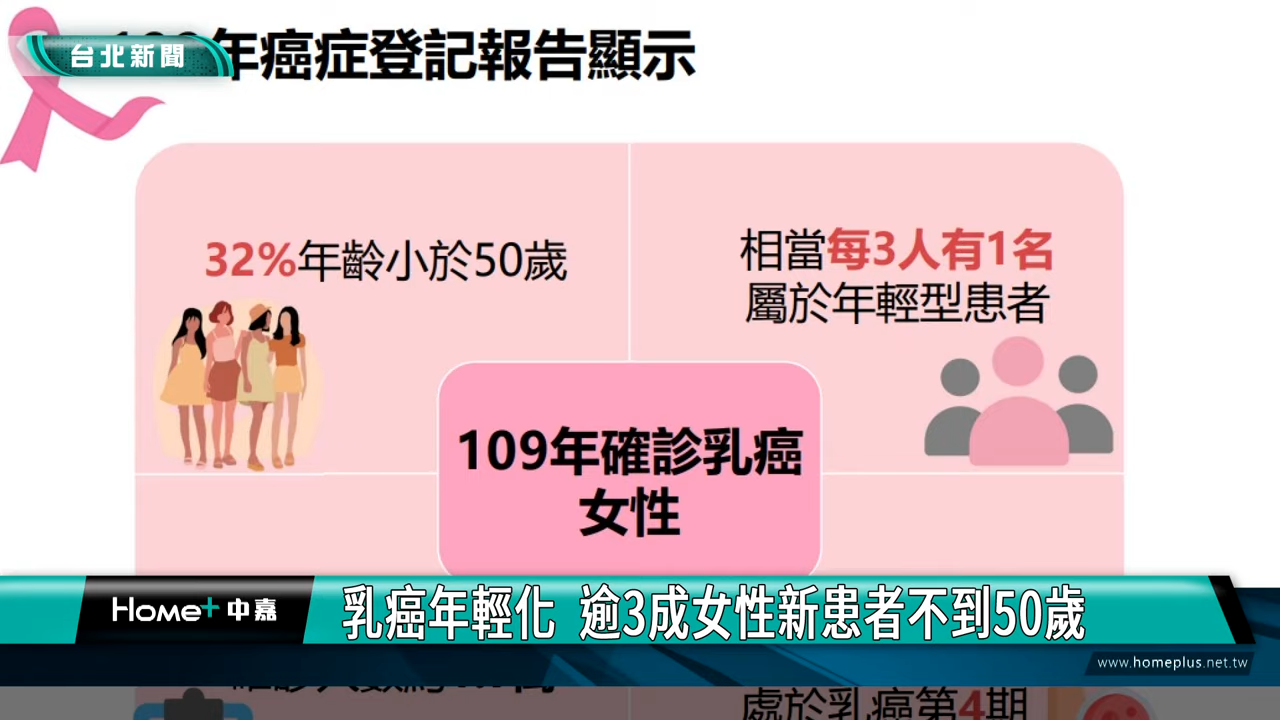 台北新聞
年癌症登記報告顯示
32%年齡小於50歲
相當每3人有1名
屬於年輕型患者
109年確診乳癌
女性
Home+中嘉
乳癌年輕化 逾3成女性新患者不到50歲
www.homeplus.net.tw
處於乳癌第4期